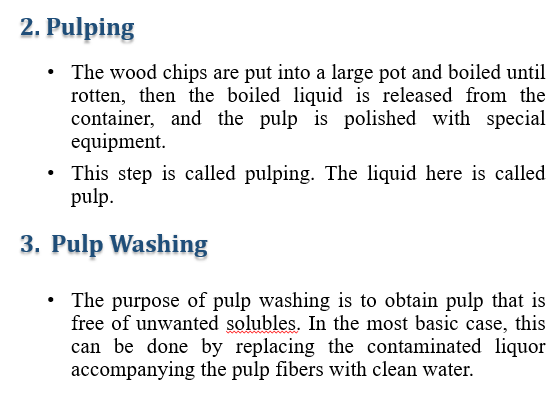 2. Pulping
• The wood chips are put into a large pot and boiled until
rotten, then the boiled liquid is released from the
container, and the pulp is polished with special
equipment.
• This step is called pulping. The liquid here is called
pulp.
3. Pulp Washing
• The purpose of pulp washing is to obtain pulp that is
free of unwanted solubles. In the most basic case, this
can be done by replacing the contaminated liquor
accompanying the pulp fibers with clean water.